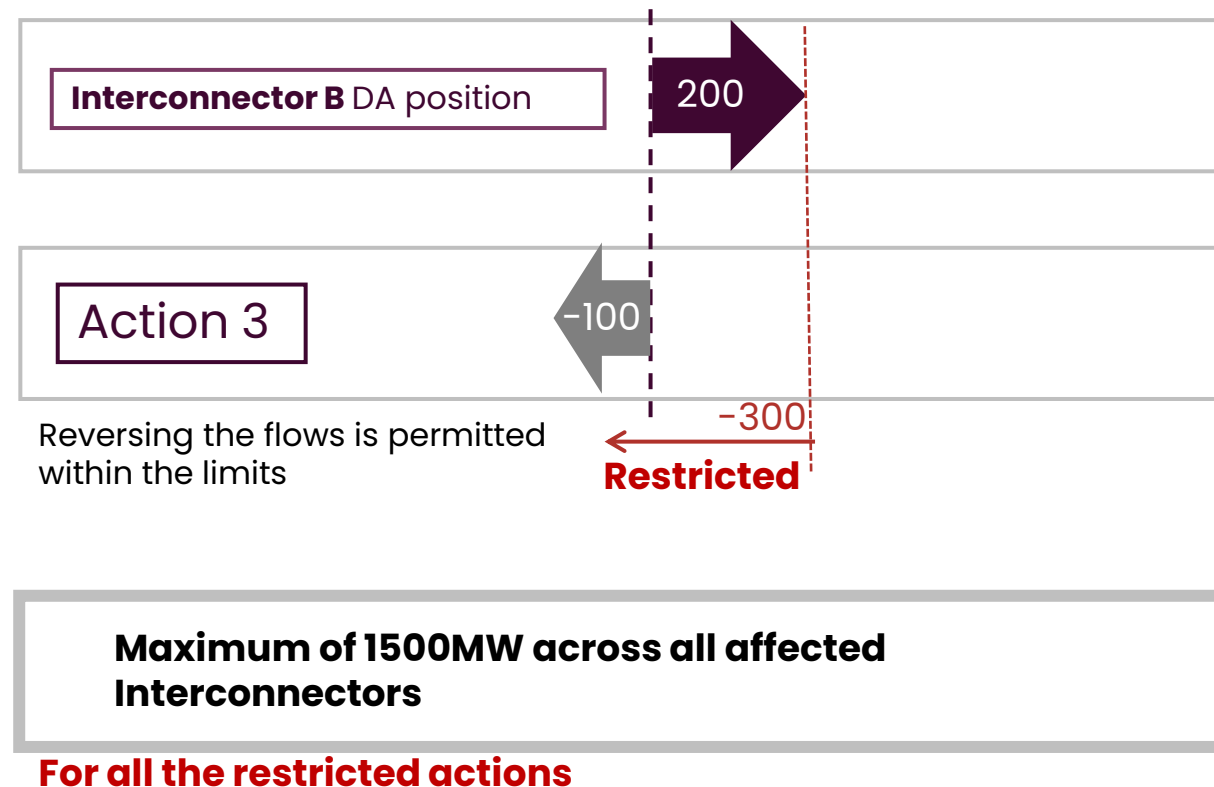 Interconnector B DA position
200
Action 3
-100
-300
Reversing the flows is permitted
within the limits
Restricted
Maximum of 1500MW across all affected
Interconnectors
For all the restricted actions